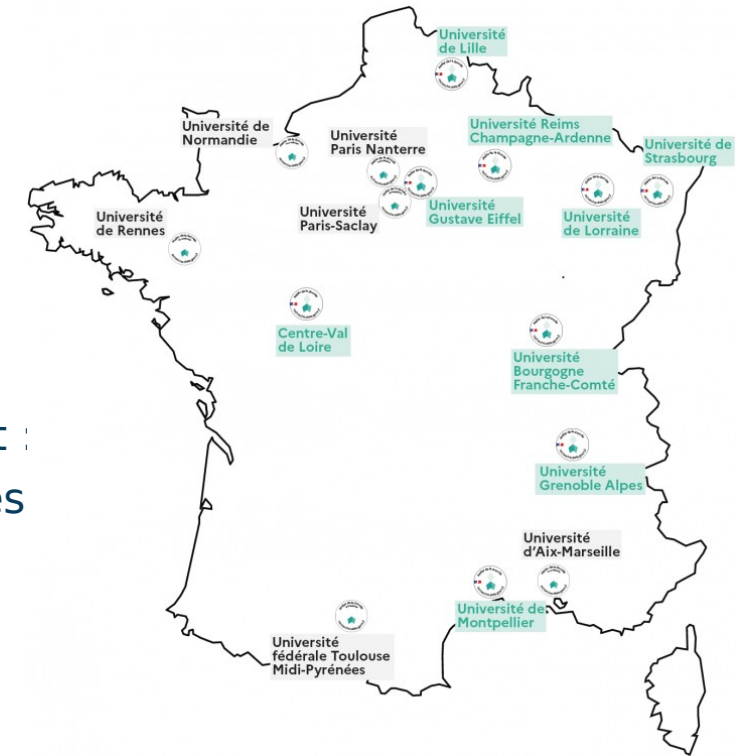 Université
de Lille
Université de
Normandie
Université
Paris Nanterre
Université Reims
Champagne-Ardenne
Université de
Strasbourg
Université
de Rennes
Université
Paris-Saclay
Université
Gustave Eiffel
Université
de Lorraine
Centre-Val
de Loire
Université
Bourgogne
Franche-Comté
t :
es
Université
Grenoble Alpes
Université
d'Aix-Marseille
Université de
Montpellier
Université
fédérale Toulouse
Midi-Pyrénées